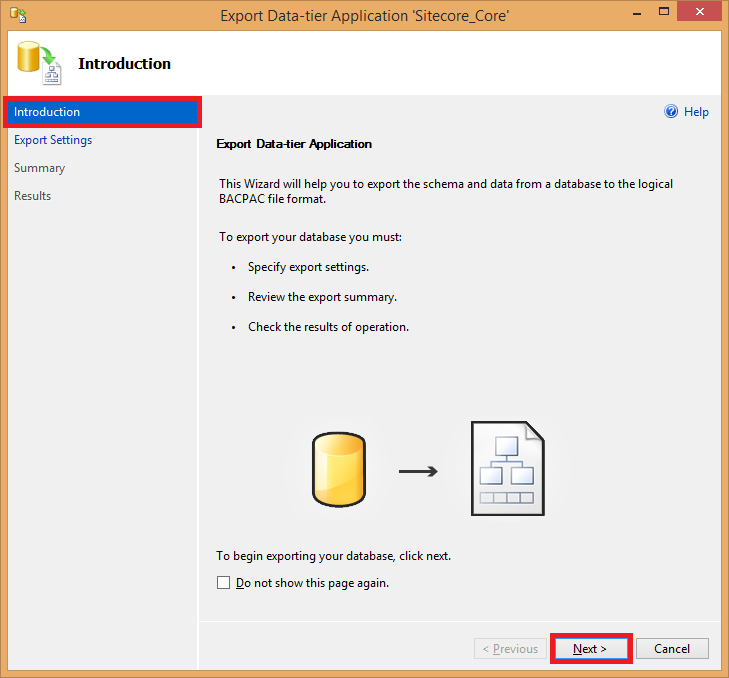 Export Data-tier Application 'Sitecore_Core'
Introduction
Introduction
Export Settings
Summary
Results
Help
Export Data-tier Application
This Wizard will help you to export the schema and data from a database to the logical
BACPAC file format.
To export your database you must:
• Specify export settings.
• Review the export summary.
• Check the results of operation.
To begin exporting your database, click next.
Do not show this page again.
< Previous
Next >
Cancel